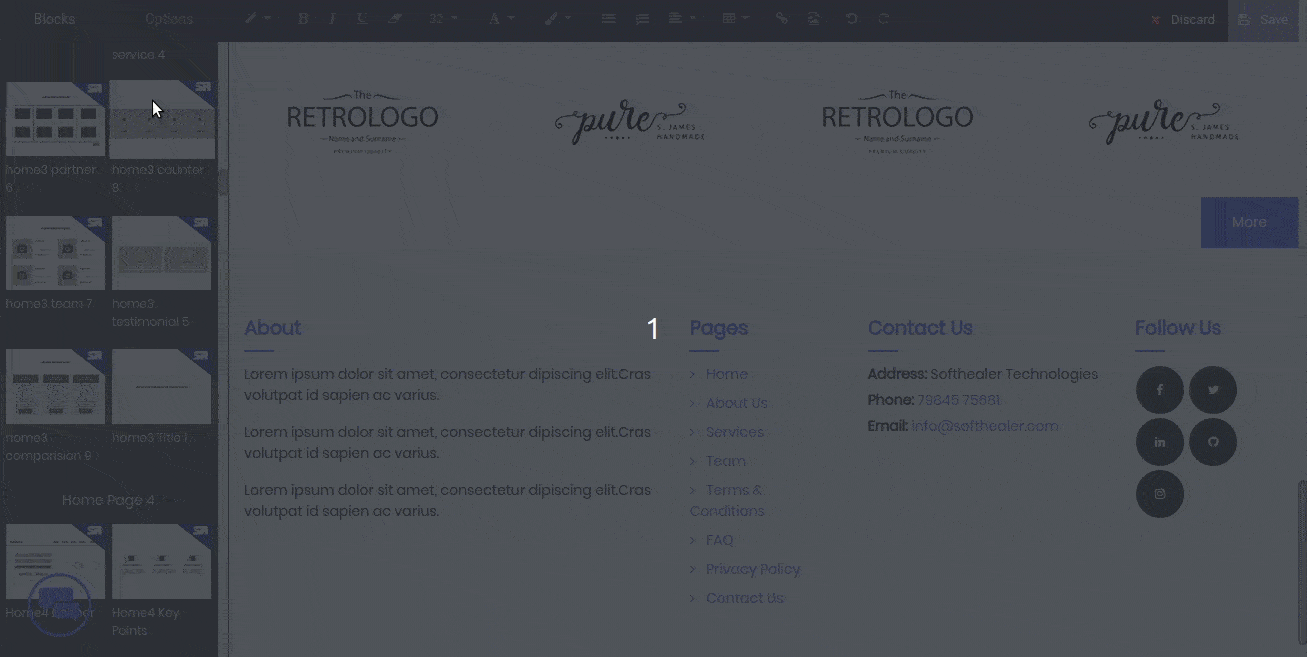 Blocks
Options
B
I
U
32
A
Discard
Save
service 4
home3 partner
6
home3 counter
8
home3 team 7
home3
testimonial 5
home3
comparision 9
home3 Title 1
Home Page 4
Home4 Key
Points
The
RETROLOGO
Name and Surname
PREMIUM QUALITY
pure
S. JAMES
HANDMADE
The
RETROLOGO
Name and Surname
PREMIUM QUALITY
pure
S. JAMES
HANDMADE
More
1
About
Lorem ipsum dolor sit amet, consectetur dipiscing elit.Cras
volutpat id sapien ac varius.
Lorem ipsum dolor sit amet, consectetur dipiscing elit.Cras
volutpat id sapien ac varius.
Lorem ipsum dolor sit amet, consectetur dipiscing elit.Cras
volutpat id sapien ac varius.
Pages
> Home
> About Us
> Services
> Team
> Terms &
Conditions
> FAQ
> Privacy Policy
> Contact Us
Contact Us
Address: Softhealer Technologies
Phone: 79845 75681
Email: info@softhealer.com
Follow Us